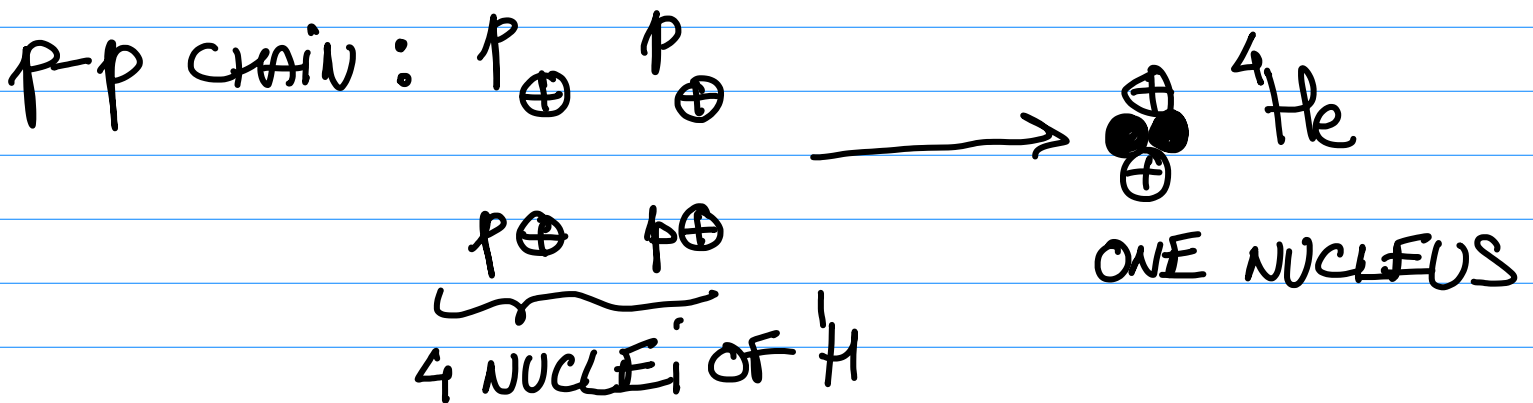 p-p CHAIN : p ⊕ p ⊕
⊕ ⊕ ⁴He
p ⊕ p ⊕
ONE NUCLEUS
4 NUCLEI OF ¹H